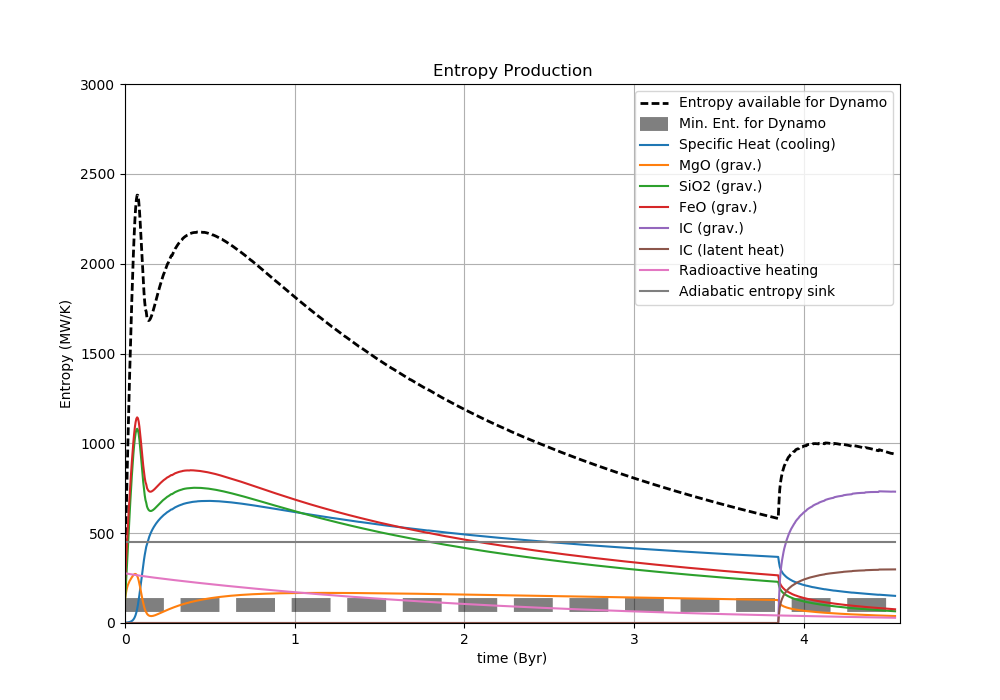 Entropy Production
3000
2500
2000
1500
1000
500
0
Entropy (MW/K)
Entropy available for Dynamo
Min. Ent. for Dynamo
Specific Heat (cooling)
MgO (grav.)
SiO2 (grav.)
FeO (grav.)
IC (grav.)
IC (latent heat)
Radioactive heating
Adiabatic entropy sink
0 1 2 3 4
time (Byr)